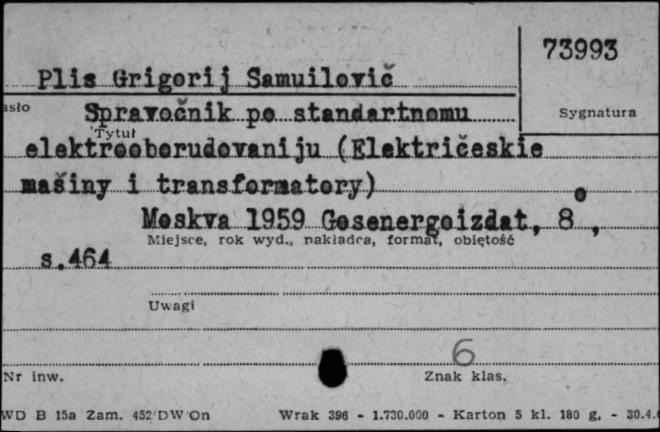 73993
Plis Grigorij Samuilovič
asło
Spravočnik po standartnomu
Sygnatura
Tytuł
elektrooborudovaniju (Električeskie
mašiny i transformatory)
Moskva 1959 Gosenergoizdat, 8°,
Miejsce, rok wyd., nakładca, format, objętość
s.464
Uwagi
6
Nr inw.
Znak klas.
WD B 15a Zam. 452 DW On Wrak 396 - 1.730.000 - Karton 5 kl. 180 g. - 30.4.